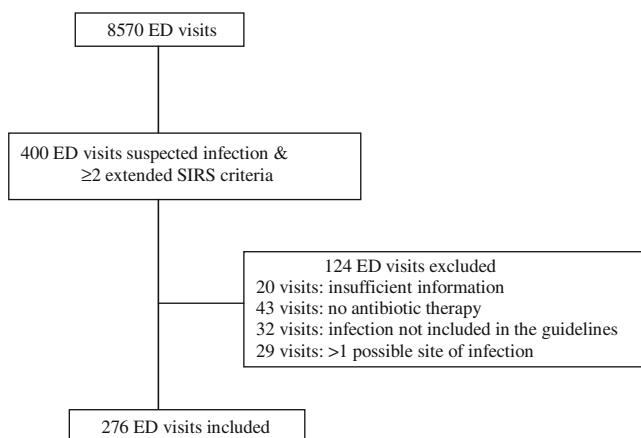 8570 ED visits
400 ED visits suspected infection &
≥2 extended SIRS criteria
124 ED visits excluded
20 visits: insufficient information
43 visits: no antibiotic therapy
32 visits: infection not included in the guidelines
29 visits: >1 possible site of infection
276 ED visits included